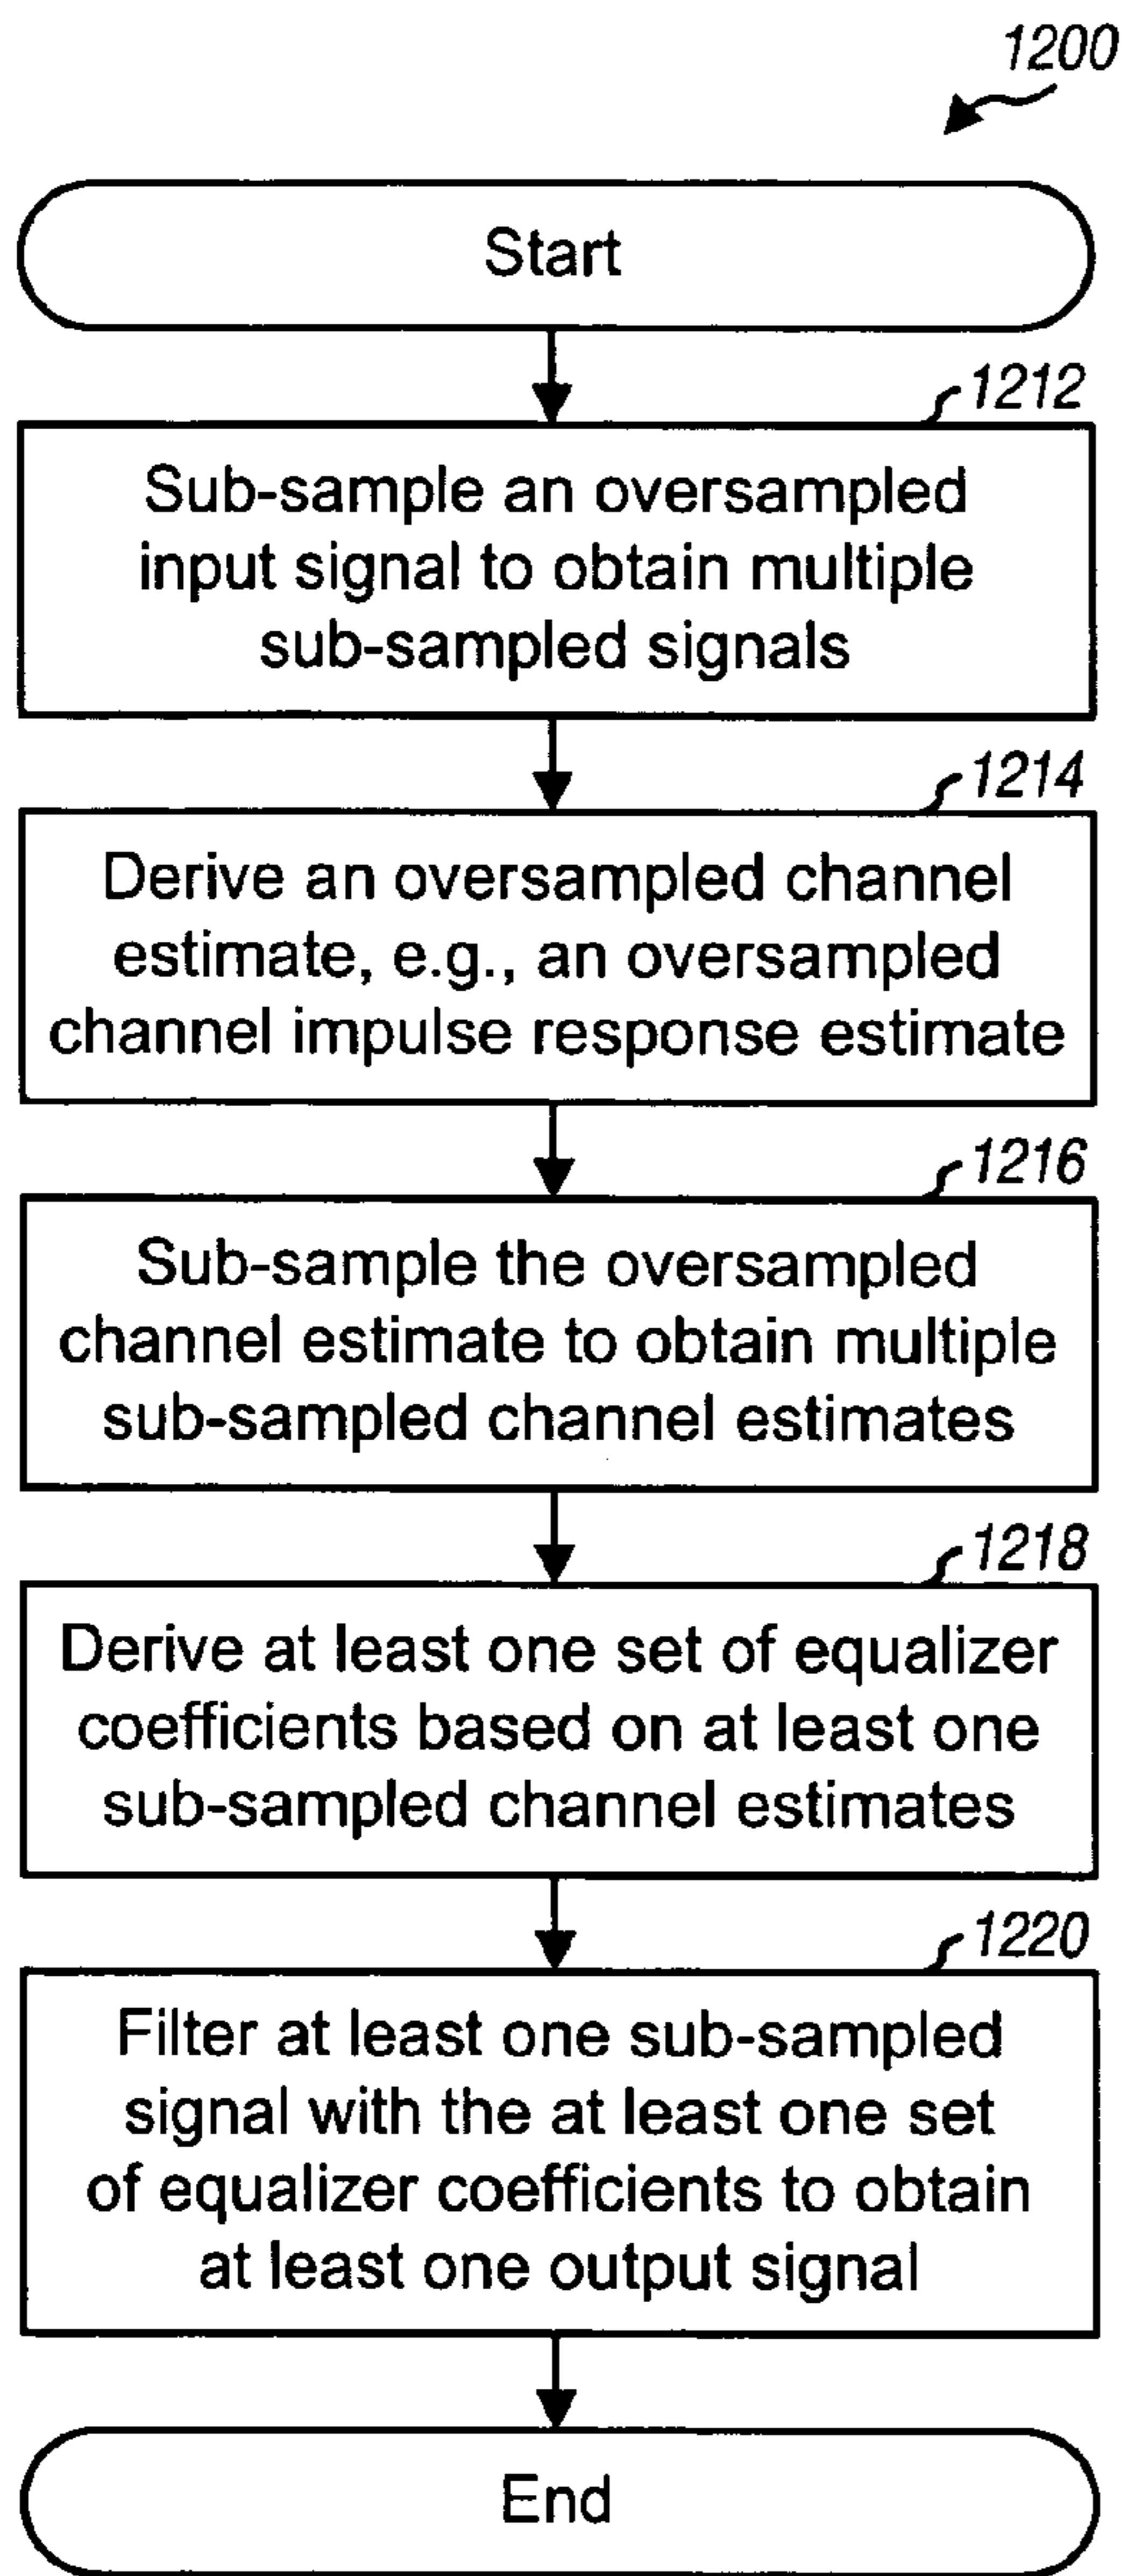 1200
Start
1212
Sub-sample an oversampled
input signal to obtain multiple
sub-sampled signals
1214
Derive an oversampled channel
estimate, e.g., an oversampled
channel impulse response estimate
1216
Sub-sample the oversampled
channel estimate to obtain multiple
sub-sampled channel estimates
1218
Derive at least one set of equalizer
coefficients based on at least one
sub-sampled channel estimates
1220
Filter at least one sub-sampled
signal with the at least one set
of equalizer coefficients to obtain
at least one output signal
End